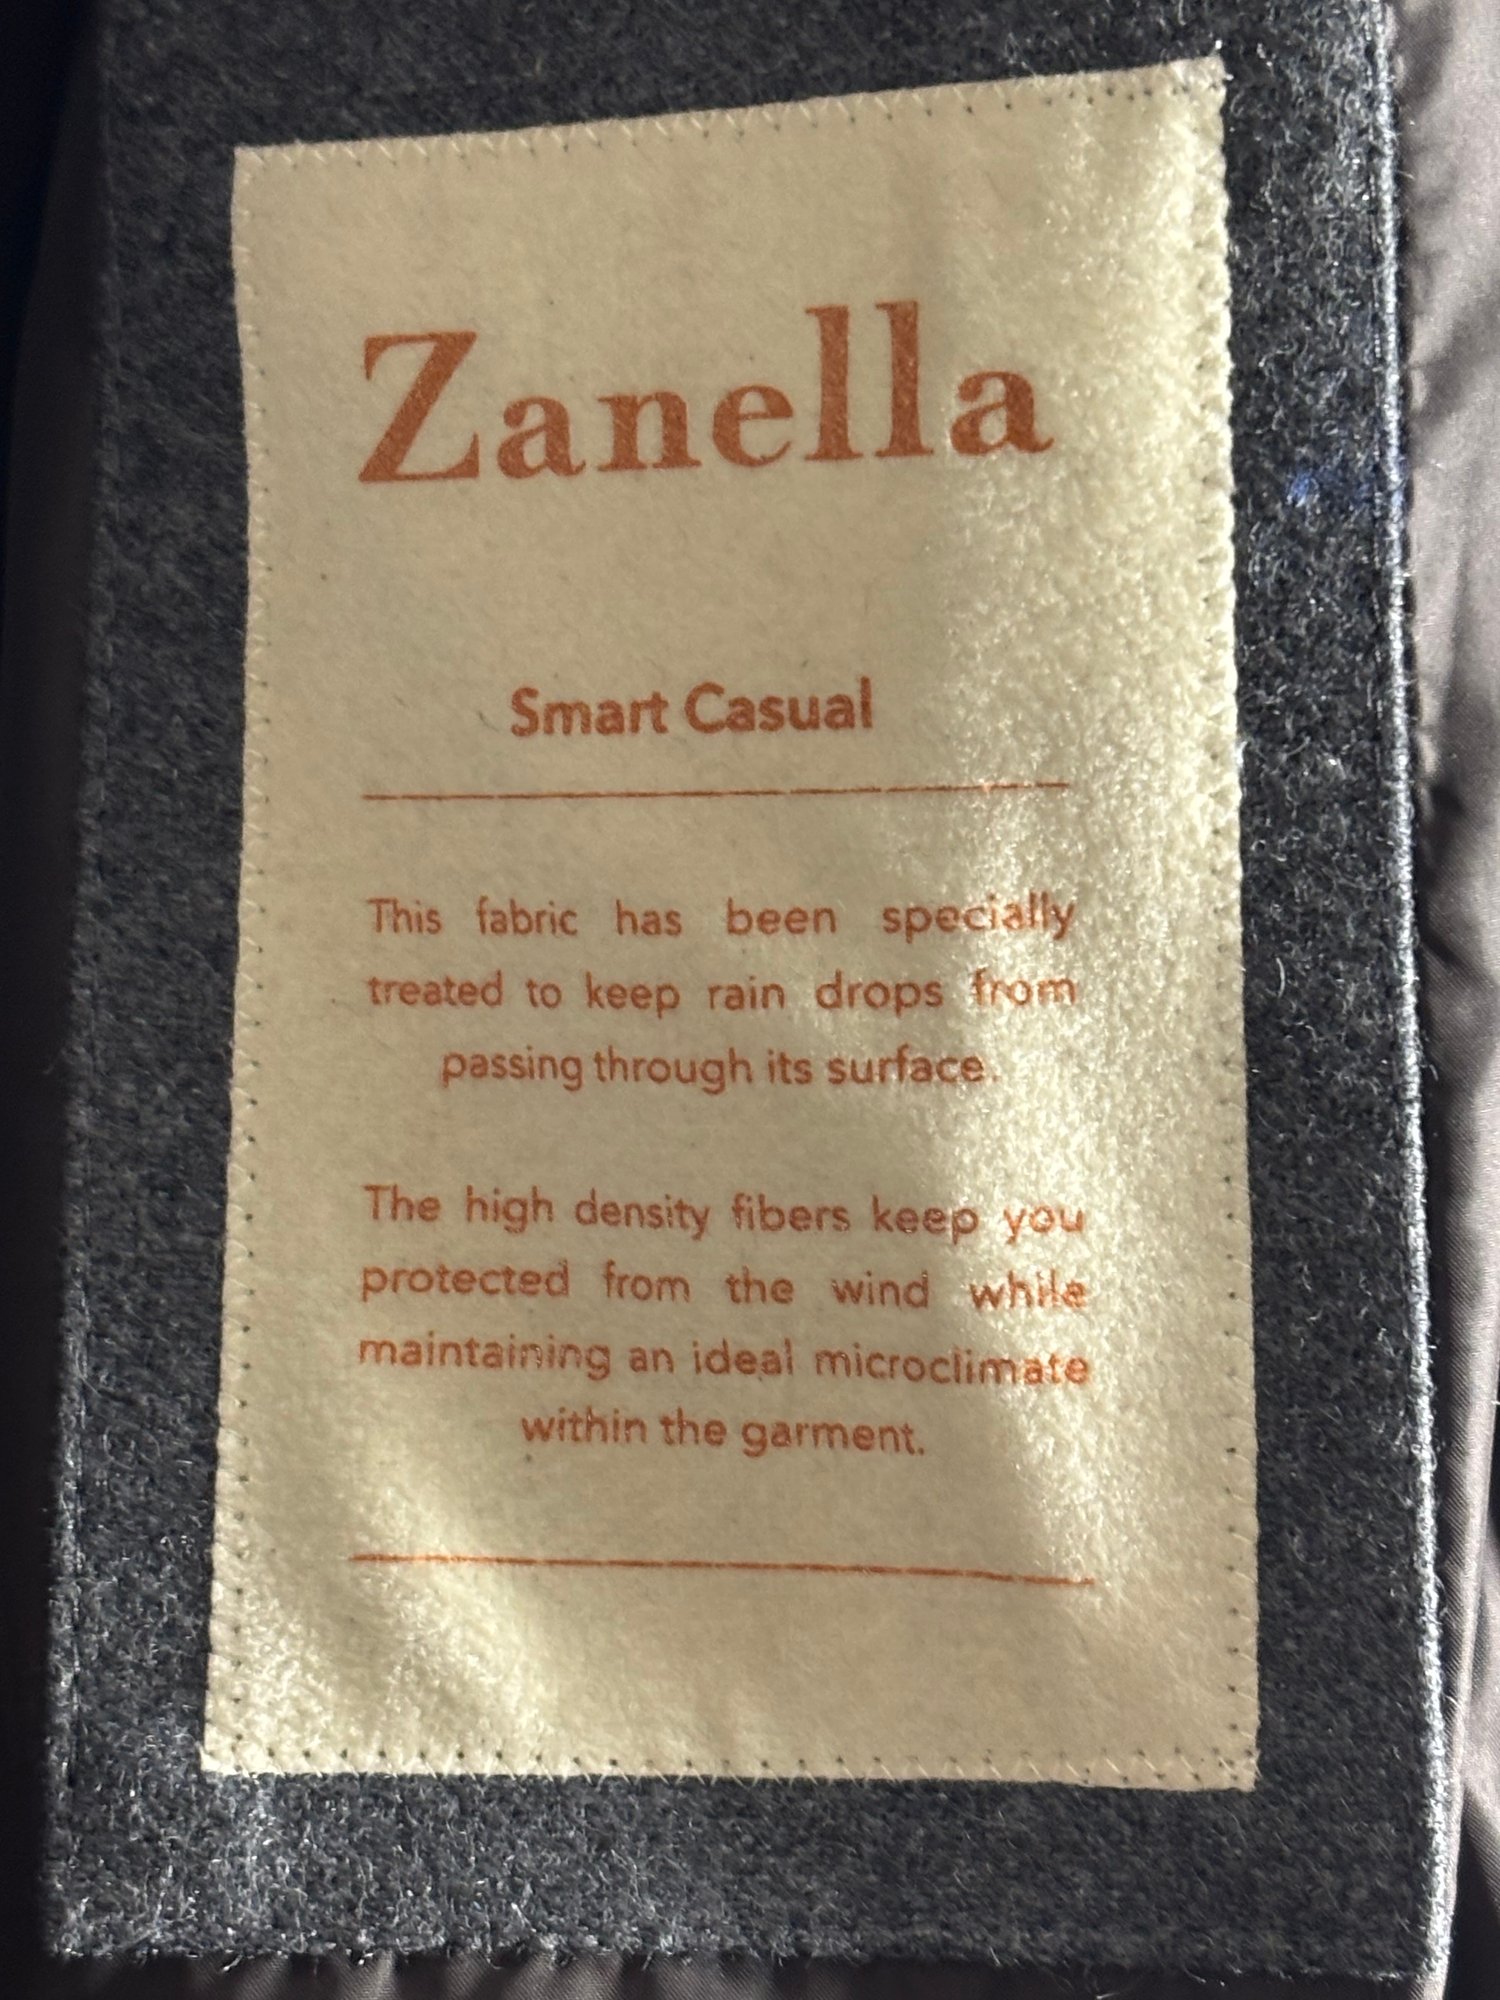 Zanella
Smart Casual
This fabric has been specially
treated to keep rain drops from
passing through its surface.
The high density fibers keep you
protected from the wind while
maintaining an ideal microclimate
within the garment.